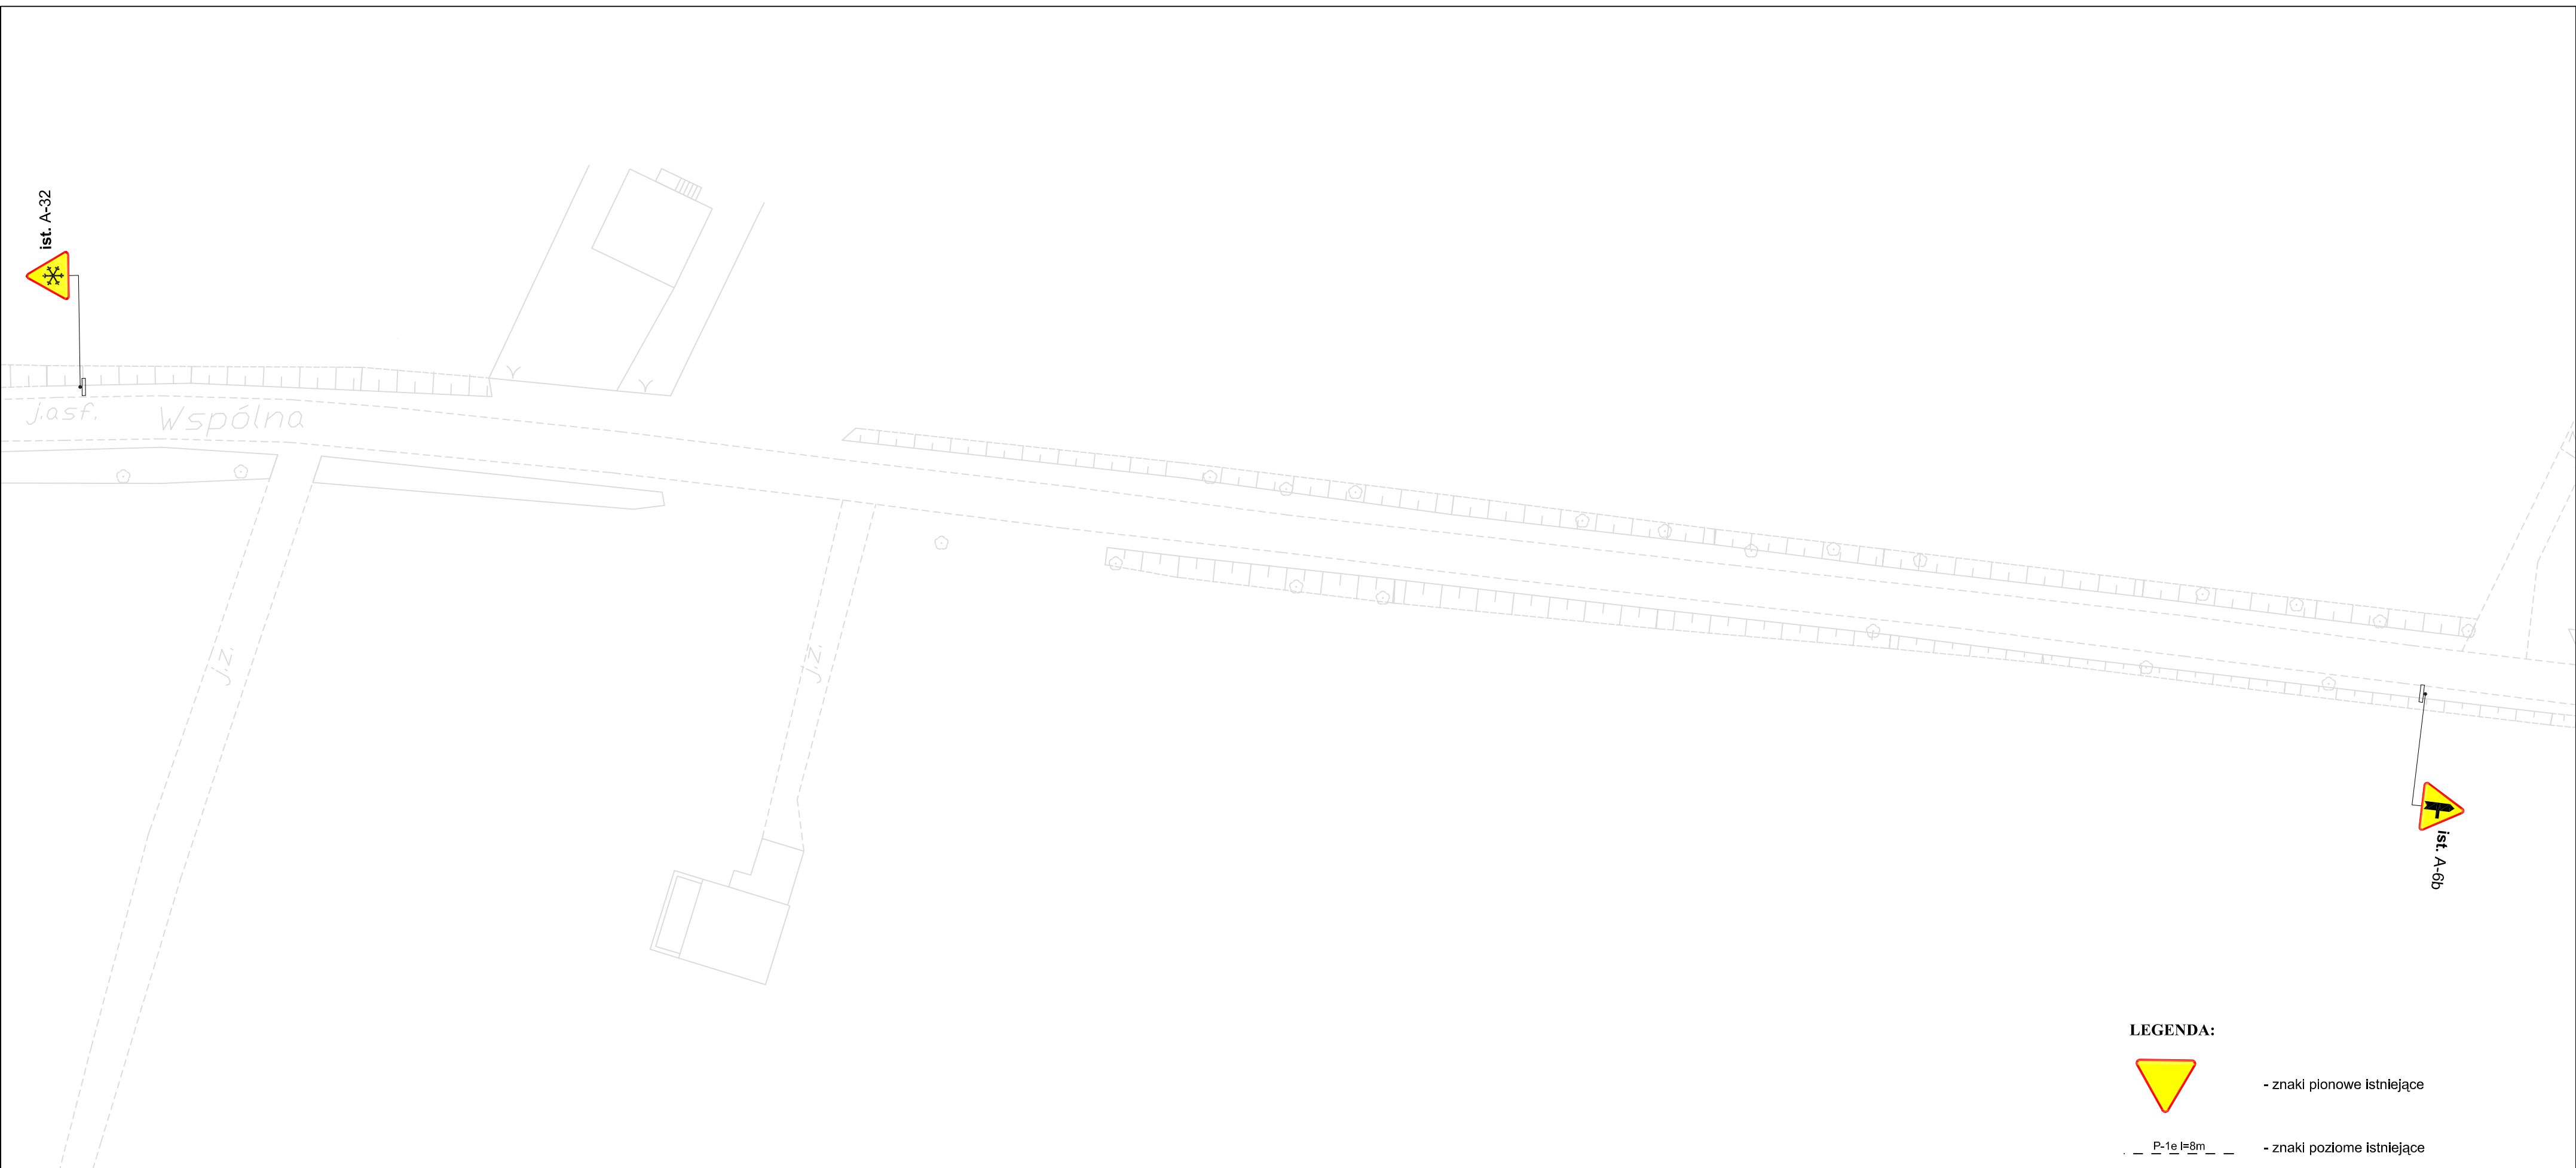 ist. A-32
j.asf.
Wspólna
j.z.
j.z.
ist. A-6b
LEGENDA:
- znaki pionowe istniejące
P-1e l=8m
- znaki poziome istniejące